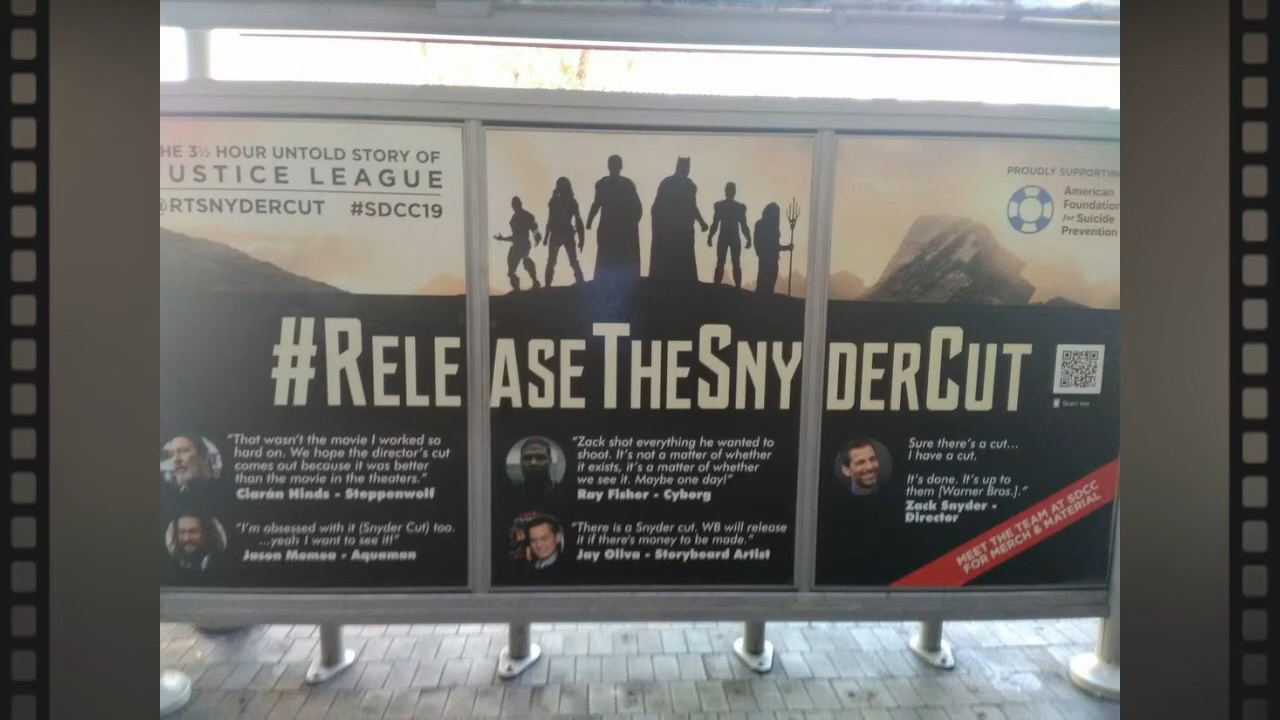 HE 3½ HOUR UNTOLD STORY OF
USTICE LEAGUE
@RTSNYDERCUT #SDCC19
PROUDLY SUPPORTIN
American
Foundation
for Suicide
Prevention
#RELEASETHESNYDERCUT
Scan me
"That wasn't the movie I worked so
hard on. We hope the director's cut
comes out because it was better
than the movie in the theaters."
Ciarán Hinds - Steppenwolf
"I'm obsessed with it (Snyder Cut) too.
...yeah I want to see it!"
Jason Momoa - Aquaman
"Zack shot everything he wanted to
shoot. It's not a matter of whether
it exists, it's a matter of whether
we see it. Maybe one day!"
Ray Fisher - Cyborg
"There is a Snyder cut, WB will release
it if there's money to be made."
Jay Oliva - Storyboard Artist
Sure there's a cut...
I have a cut.
It's done. It's up to
them [Warner Bros.]."
Zack Snyder -
Director
MEET THE TEAM AT SDCC
FOR MERCH & MATERIAL